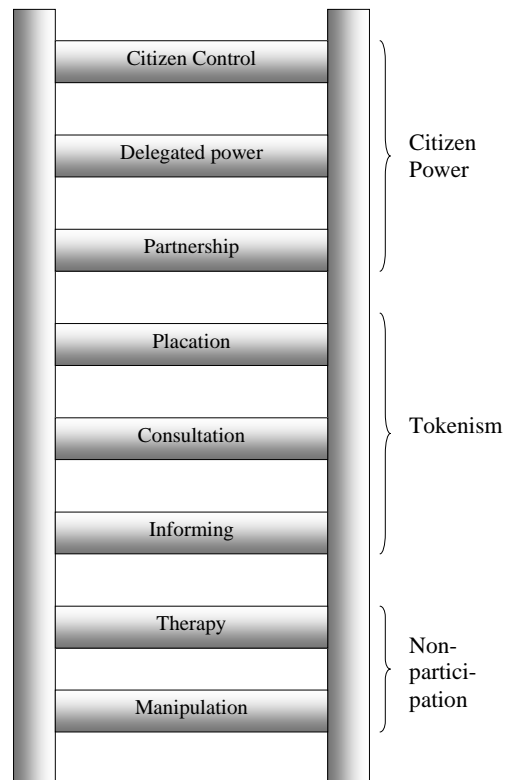 Citizen Control
Delegated power
Partnership
Citizen
Power
Placation
Consultation
Informing
Tokenism
Therapy
Manipulation
Non-
partici-
pation